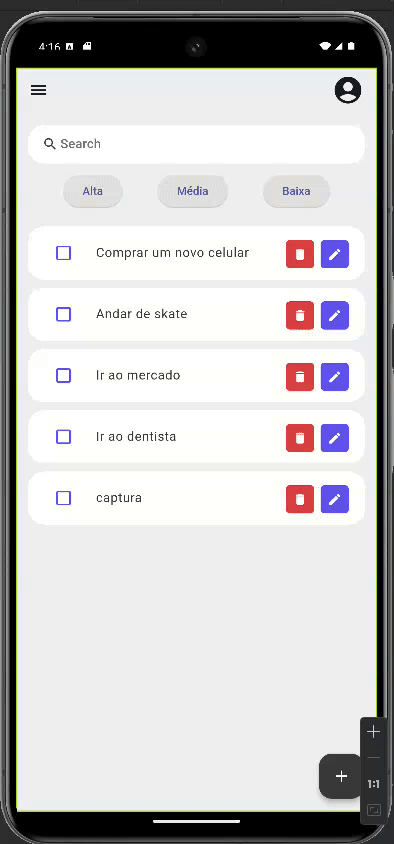 4:16
Search
Alta Média Baixa
Comprar um novo celular
Andar de skate
Ir ao mercado
Ir ao dentista
captura
1:1